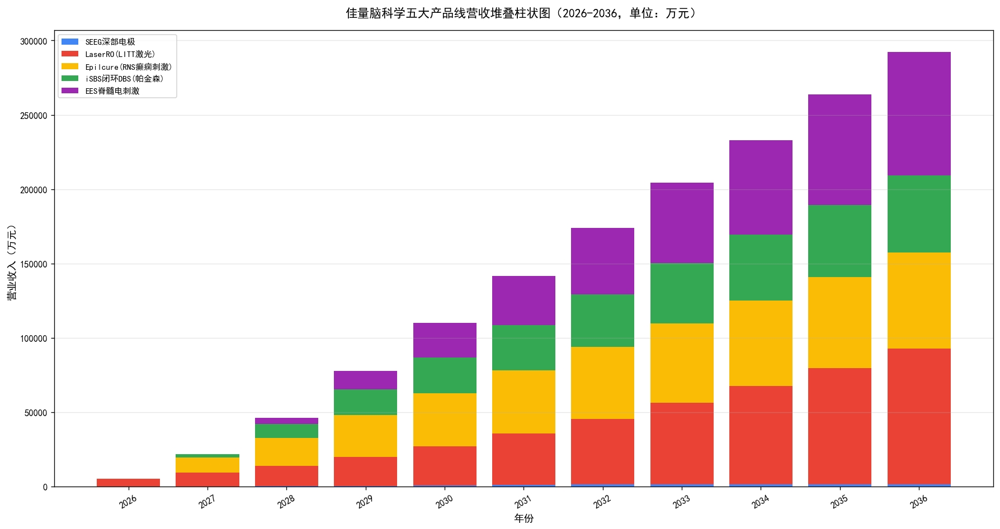 佳量脑科学五大产品线营收堆叠柱状图（2026-2036，单位：万元）
SEEG深部电极
LaserRO(LITT激光)
Epilcure(RNS癫痫刺激)
iSBS闭环DBS(帕金森)
EES脊髓电刺激
营业收入（万元）
300000
250000
200000
150000
100000
50000
0
2026
2027
2028
2029
2030
2031
2032
2033
2034
2035
2036
年份